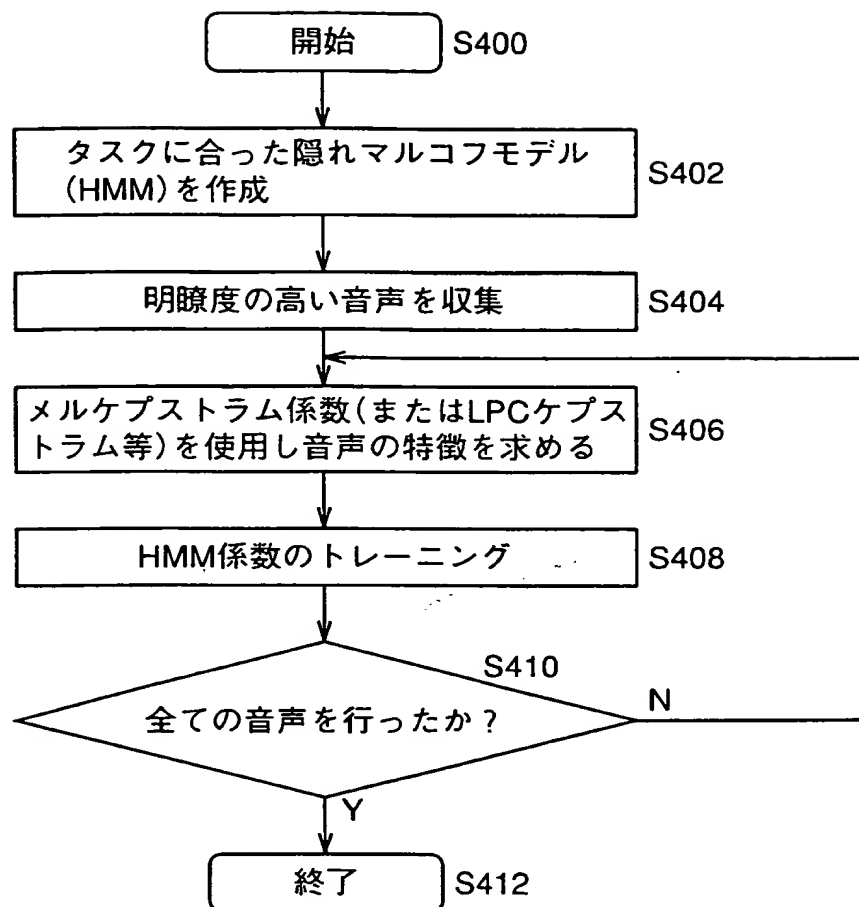 開始
S400
タスクに合った隠れマルコフモデル
(HMM)を作成
S402
明瞭度の高い音声を収集
S404
メルケプストラム係数(またはLPCケプス
トラム等)を使用し音声の特徴を求める
S406
HMM係数のトレーニング
S408
S410
全ての音声を行ったか?
N
Y
終了
S412